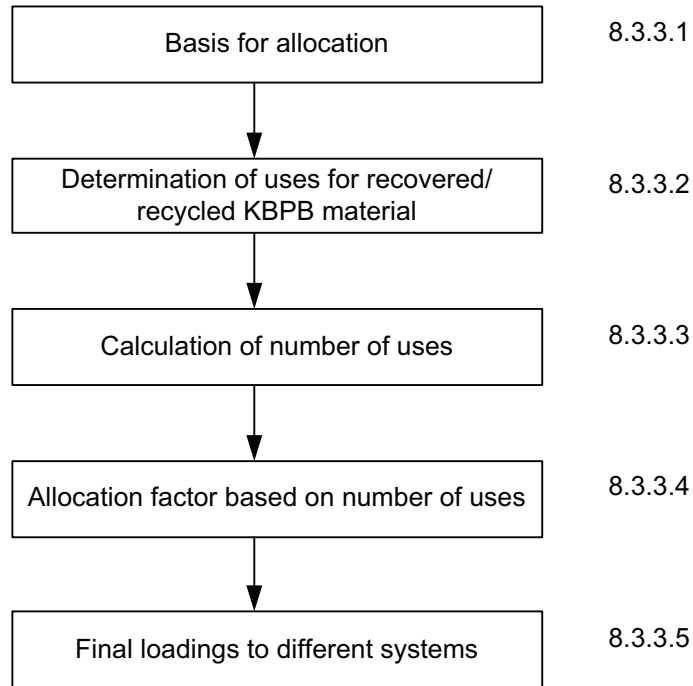 Basis for allocation
8.3.3.1
Determination of uses for recovered/
recycled KBPB material
8.3.3.2
Calculation of number of uses
8.3.3.3
Allocation factor based on number of uses
8.3.3.4
Final loadings to different systems
8.3.3.5